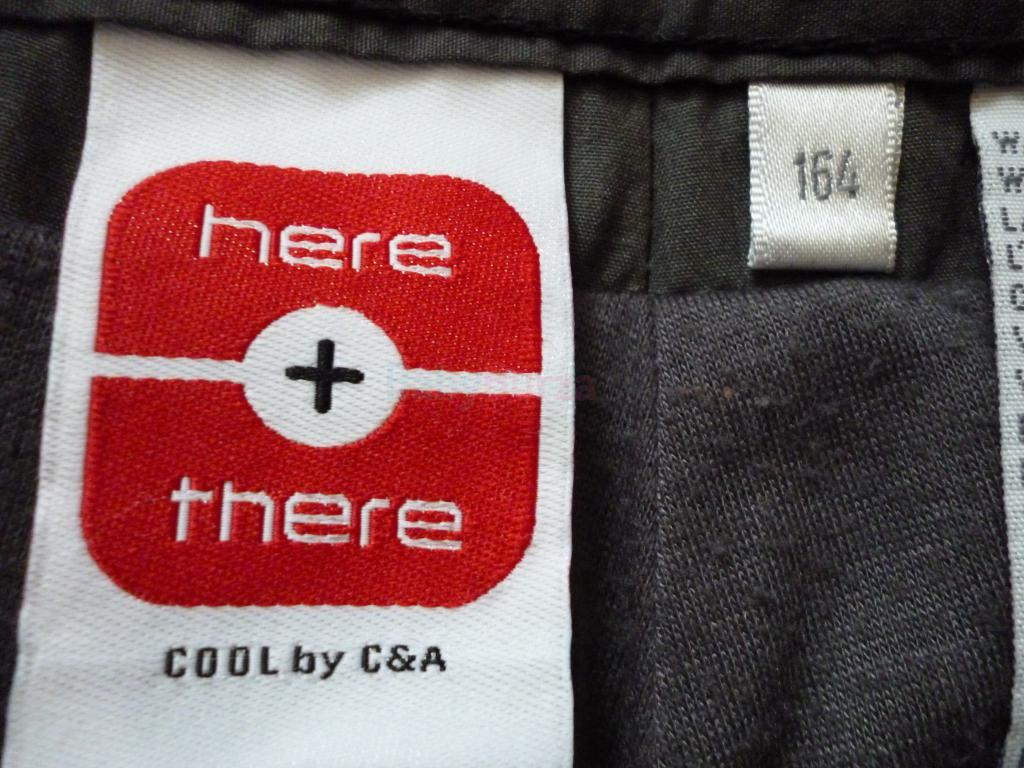 here
+
there
COOL by C&A
164